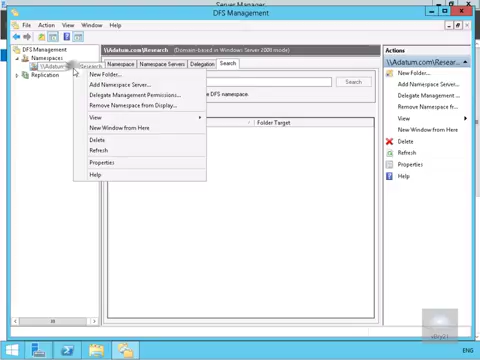 Server Manager
DFS Management
File Action View Window Help
DFS Management
Namespaces
\\Adatum Research
Replication
\\Adatum.com\Research (Domain-based in Windows Server 2008 mode)
Namespace Namespace Servers Delegation Search
Search
DFS namespace.
Folder Target
New Folder...
Add Namespace Server...
Delegate Management Permissions...
Remove Namespace from Display...
View
New Window from Here
Delete
Refresh
Properties
Help
Actions
\\Adatum.com\Resear...
New Folder...
Add Namespace Server...
Delegate Management ...
Remove Namespace fro...
View
New Window from Here
Delete
Refresh
Properties
Help
ENG